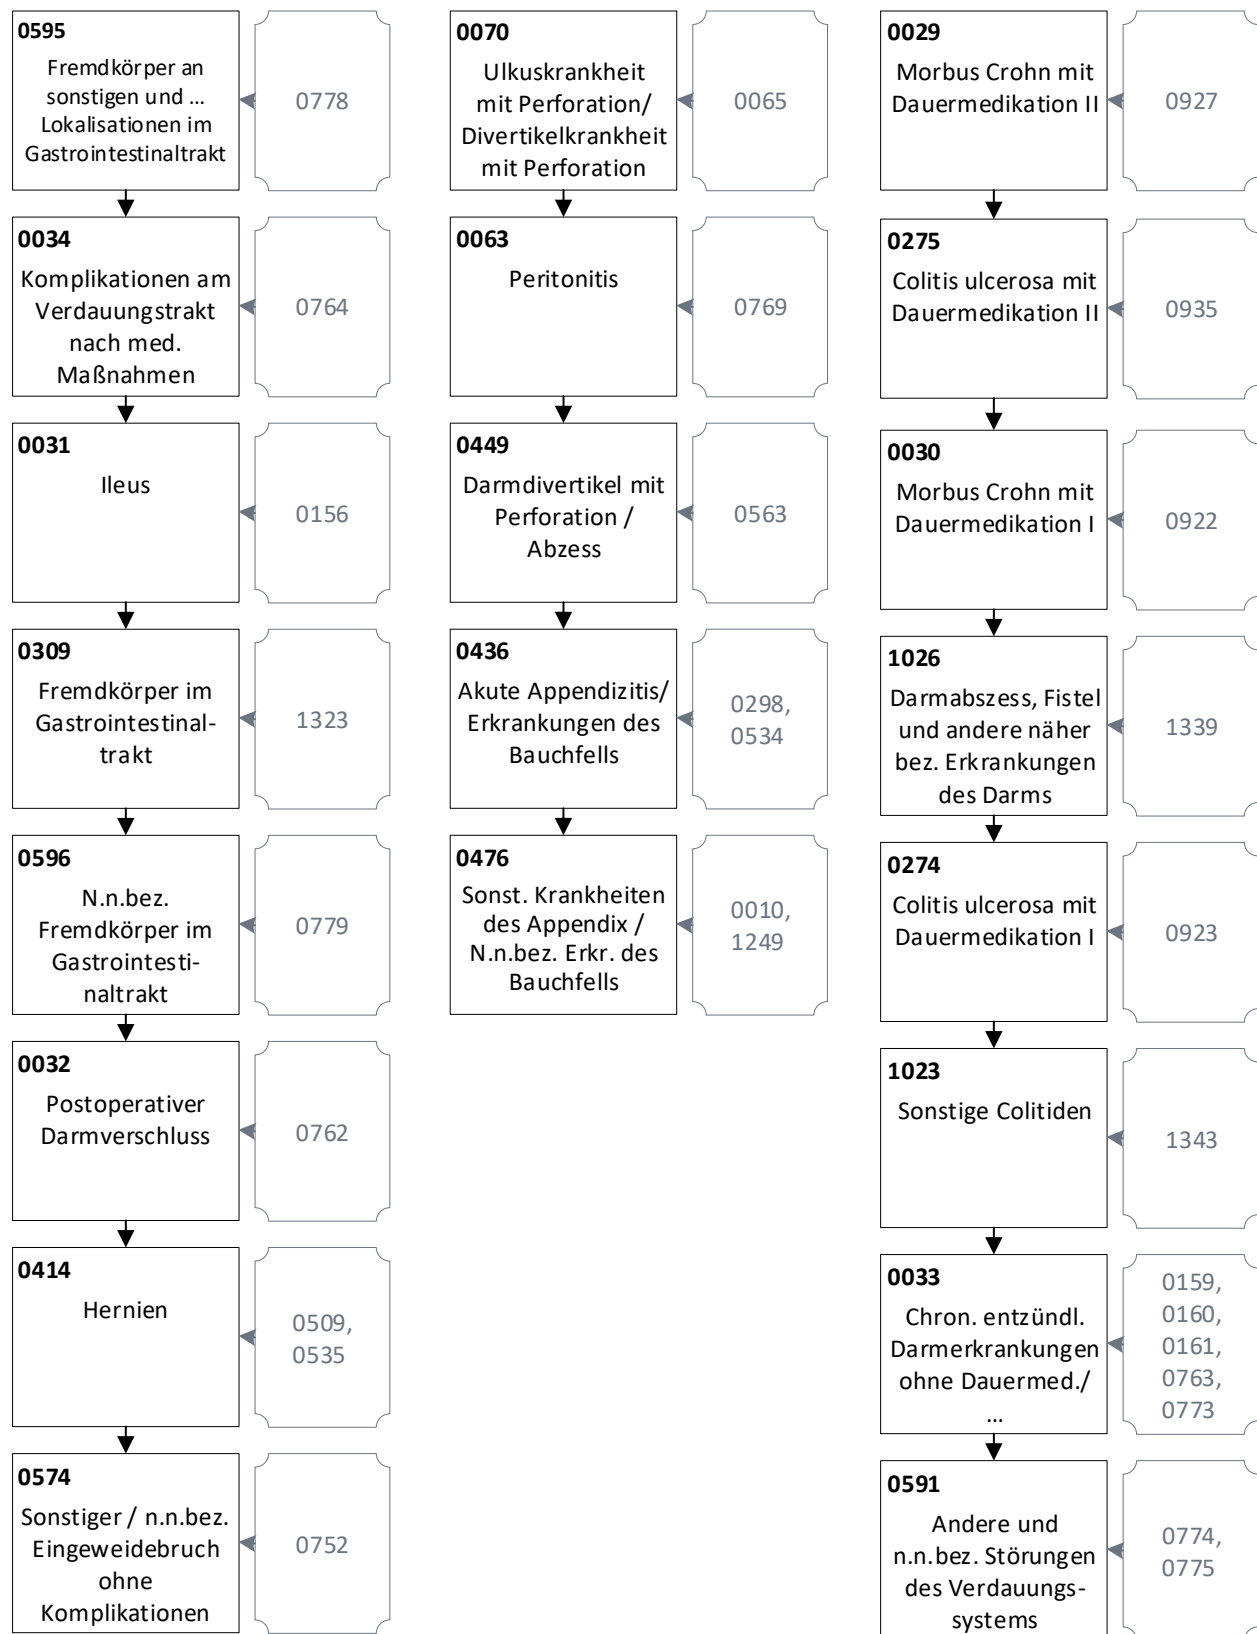 0595
Fremdkörper an
sonstigen und ...
Lokalisationen im
Gastrointestinaltrakt
0778
0034
Komplikationen am
Verdauungstrakt
nach med.
Maßnahmen
0764
0031
Ileus
0156
0309
Fremdkörper im
Gastrointestinal-
trakt
1323
0596
N.n.bez.
Fremdkörper im
Gastrointesti-
naltrakt
0779
0032
Postoperativer
Darmverschluss
0762
0414
Hernien
0509,
0535
0574
Sonstiger / n.n.bez.
Eingeweidebruch
ohne
Komplikationen
0752
0070
Ulkuskrankheit
mit Perforation/
Divertikelkrankheit
mit Perforation
0065
0063
Peritonitis
0769
0449
Darmdivertikel mit
Perforation /
Abzess
0563
0436
Akute Appendizitis/
Erkrankungen des
Bauchfells
0298,
0534
0476
Sonst. Krankheiten
des Appendix /
N.n.bez. Erkr. des
Bauchfells
0010,
1249
0029
Morbus Crohn mit
Dauermedikation II
0927
0275
Colitis ulcerosa mit
Dauermedikation II
0935
0030
Morbus Crohn mit
Dauermedikation I
0922
1026
Darmabszess, Fistel
und andere näher
bez. Erkrankungen
des Darms
1339
0274
Colitis ulcerosa mit
Dauermedikation I
0923
1023
Sonstige Colitiden
1343
0033
Chron. entzündl.
Darmerkrankungen
ohne Dauermed./
...
0159,
0160,
0161,
0763,
0773
0591
Andere und
n.n.bez. Störungen
des Verdauungs-
systems
0774,
0775